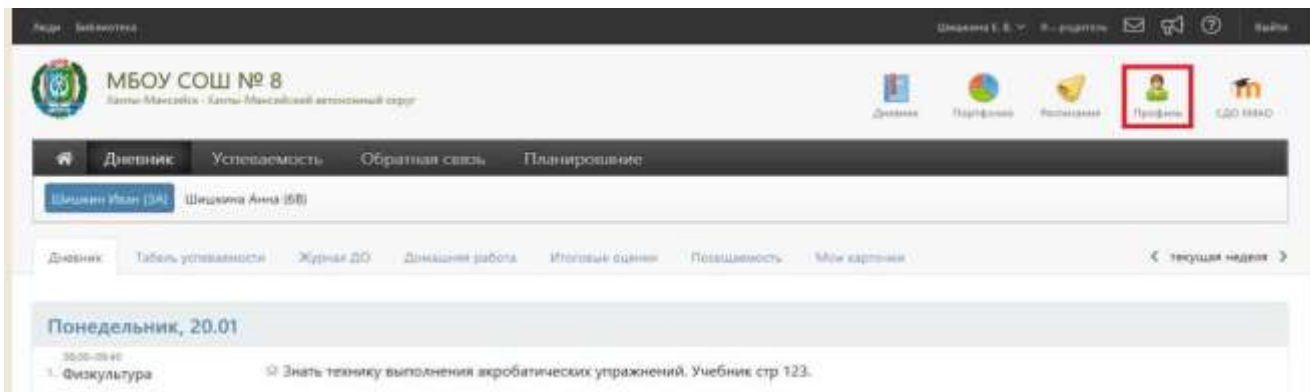 Люди Библиотека Шишкина Е. В. Я - родитель Выйти
МБОУ СОШ № 8
Ханты-Мансийск - Ханты-Мансийский автономный округ
Дневник Портфолио Расписание Профиль СДО ХМАО
Дневник Успеваемость Обратная связь Планирование
Шишкин Иван (3А) Шишкина Анна (6В)
Дневник Табель успеваемости Журнал ДО Домашняя работа Итоговые оценки Посещаемость Мои карточки текущая неделя
Понедельник, 20.01
1. Физкультура Знать технику выполнения акробатических упражнений. Учебник стр 123.